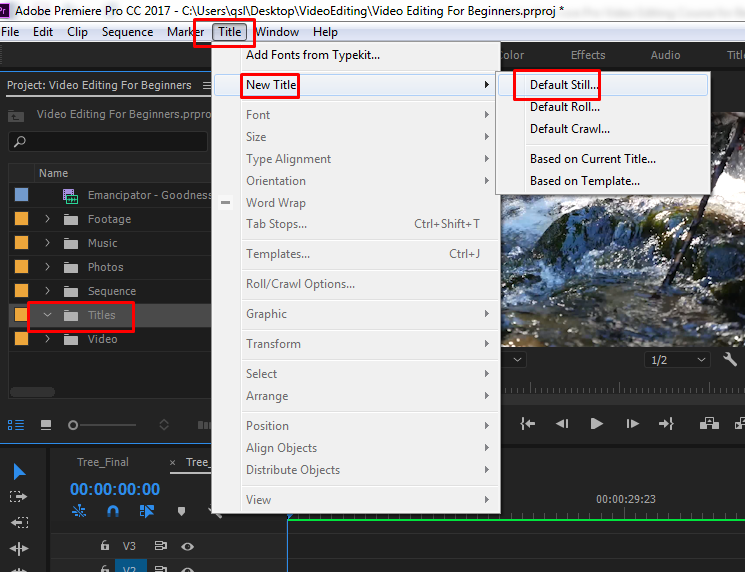 Pr Adobe Premiere Pro CC 2017 - C:\Users\qsl\Desktop\VideoEditing\Video Editing For Beginners.prproj *
File Edit Clip Sequence Marker Title Window Help
Add Fonts from Typekit...
Color Effects Audio
Project: Video Editing For Beginners
New Title
Default Still...
Video Editing For Beginners.prpro
Font
Default Roll...
Size
Default Crawl...
Type Alignment
Based on Current Title...
Name
Orientation
Based on Template...
Emancipator - Goodness
Word Wrap
Footage
Tab Stops... Ctrl+Shift+T
Music
Templates... Ctrl+J
Photos
Sequence
Roll/Crawl Options...
Titles
Graphic
Video
Transform
1/2
Select
Arrange
Position
Align Objects
Tree_Final
× Tree_
Distribute Objects
00:00:00:00
View
00:00:29:23
V3
V2